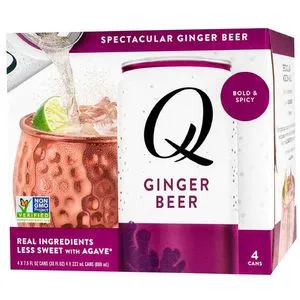 SPECTACULAR GINGER BEER
BOLD &
SPICY
Q
GINGER
BEER
NON
GMO
VERIFIED
REAL INGREDIENTS
LESS SWEET WITH AGAVE*
4 X 7.5 FL OZ CANS (30 FL OZ) 4 X 222 mL CANS (888 mL)
4
CANS